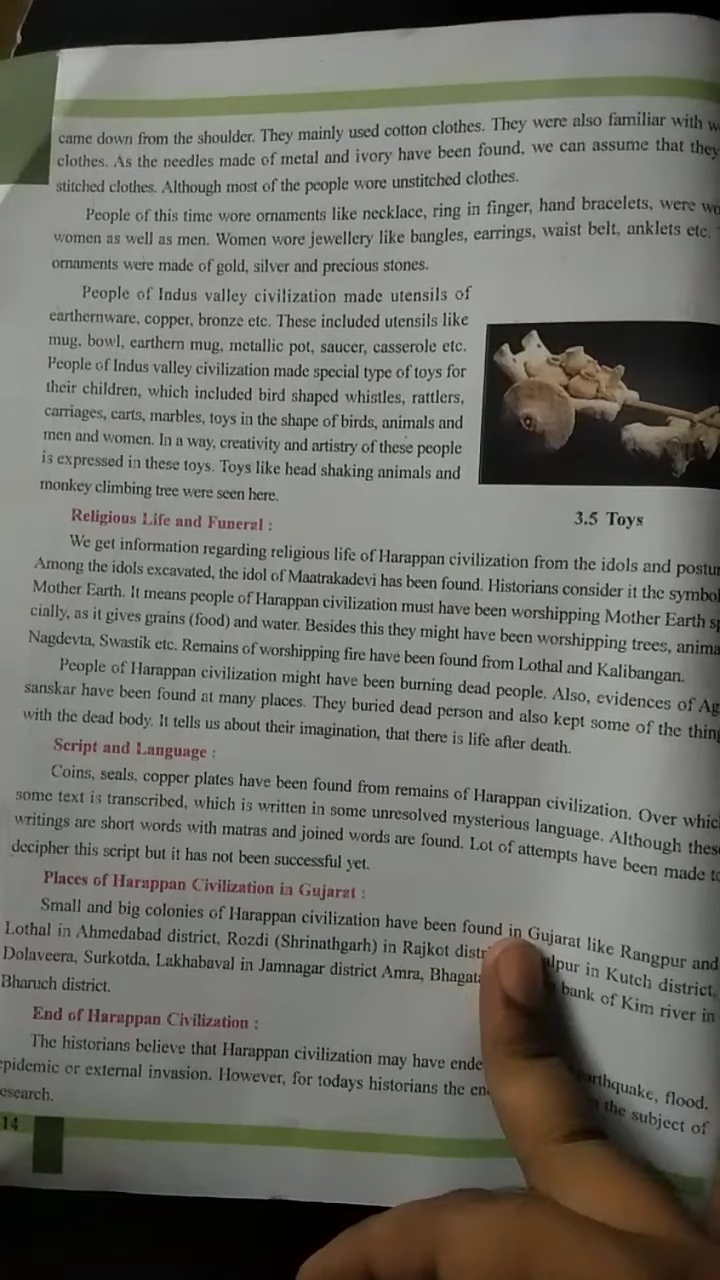 came down from the shoulder. They mainly used cotton clothes. They were also familiar with
clothes. As the needles made of metal and ivory have been found, we can assume that they
stitched clothes. Although most of the people wore unstitched clothes.
People of this time wore ornaments like necklace, ring in finger, hand bracelets, were
women as well as men. Women wore jewellery like bangles, earrings, waist belt, anklets etc.
ornaments were made of gold, silver and precious stones.
People of Indus valley civilization made utensils of
earthernware, copper, bronze etc. These included utensils like
mug, bowl, earthern mug, metallic pot, saucer, casserole etc.
People of Indus valley civilization made special type of toys for
their children, which included bird shaped whistles, rattlers,
carriages, carts, marbles, toys in the shape of birds, animals and
men and women. In a way, creativity and artistry of these people
is expressed in these toys. Toys like head shaking animals and
monkey climbing tree were seen here.
3.5 Toys
Religious Life and Funeral :
We get information regarding religious life of Harappan civilization from the idols and
Among the idols excavated, the idol of Maatrakadevi has been found. Historians consider it the
Mother Earth. It means people of Harappan civilization must have been worshipping Mother Earth
cially, as it gives grains (food) and water. Besides this they might have been worshipping trees,
Nagdevta, Swastik etc. Remains of worshipping fire have been found from Lothal and Kalibangan.
People of Harappan civilization might have been burning dead people. Also, evidences of
sanskar have been found at many places. They buried dead person and also kept some of the
with the dead body. It tells us about their imagination, that there is life after death.
Script and Language :
Coins, seals, copper plates have been found from remains of Harappan civilization. Over
some text is transcribed, which is written in some unresolved mysterious language. Although
writings are short words with matras and joined words are found. Lot of attempts have been made
decipher this script but it has not been successful yet.
Places of Harappan Civilization in Gujarat :
Small and big colonies of Harappan civilization have been found in Gujarat like Rangpur and
Lothal in Ahmedabad district, Rozdi (Shrinathgarh) in Rajkot in Kutch district,
Dolaveera, Surkotda, Lakhabaval in Jamnagar district Amra, bank of Kim river in
Bharuch district.
End of Harappan Civilization :
The historians believe that Harappan civilization may have flood,
epidemic or external invasion. However, for todays historians the the subject of
esearch.
14